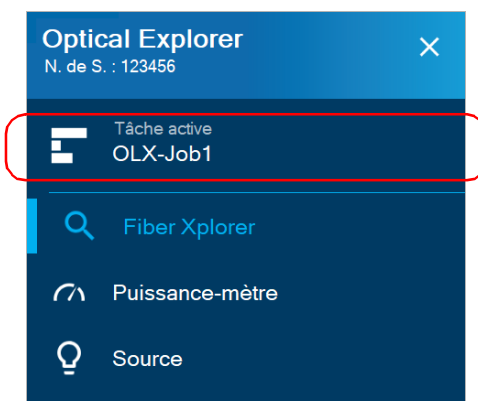 Optical Explorer
N. de S. : 123456
Tâche active
OLX-Job1
Fiber Xplorer
Puissance-mètre
Source